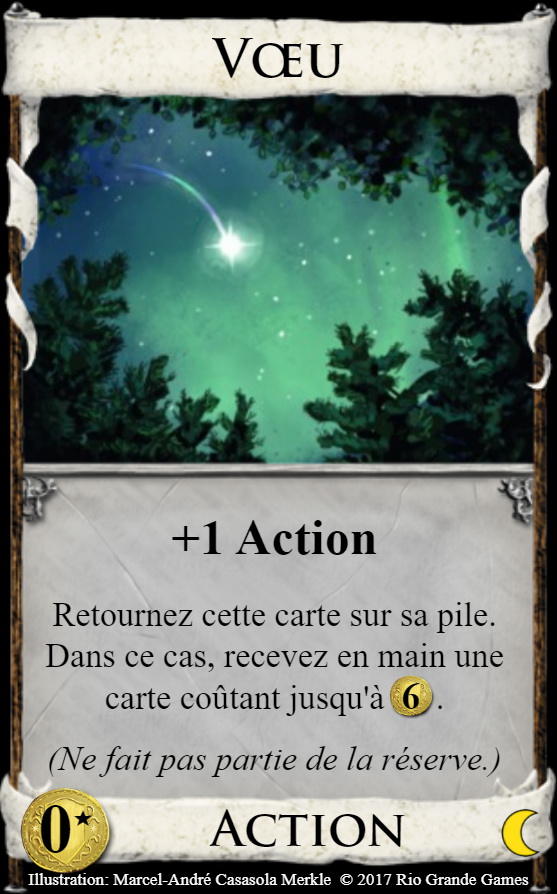 Vœu
+1 Action
Retournez cette carte sur sa pile.
Dans ce cas, recevez en main une
carte coûtant jusqu'à 6.
(Ne fait pas partie de la réserve.)
0* Action
Illustration: Marcel-André Casasola Merkle © 2017 Rio Grande Games